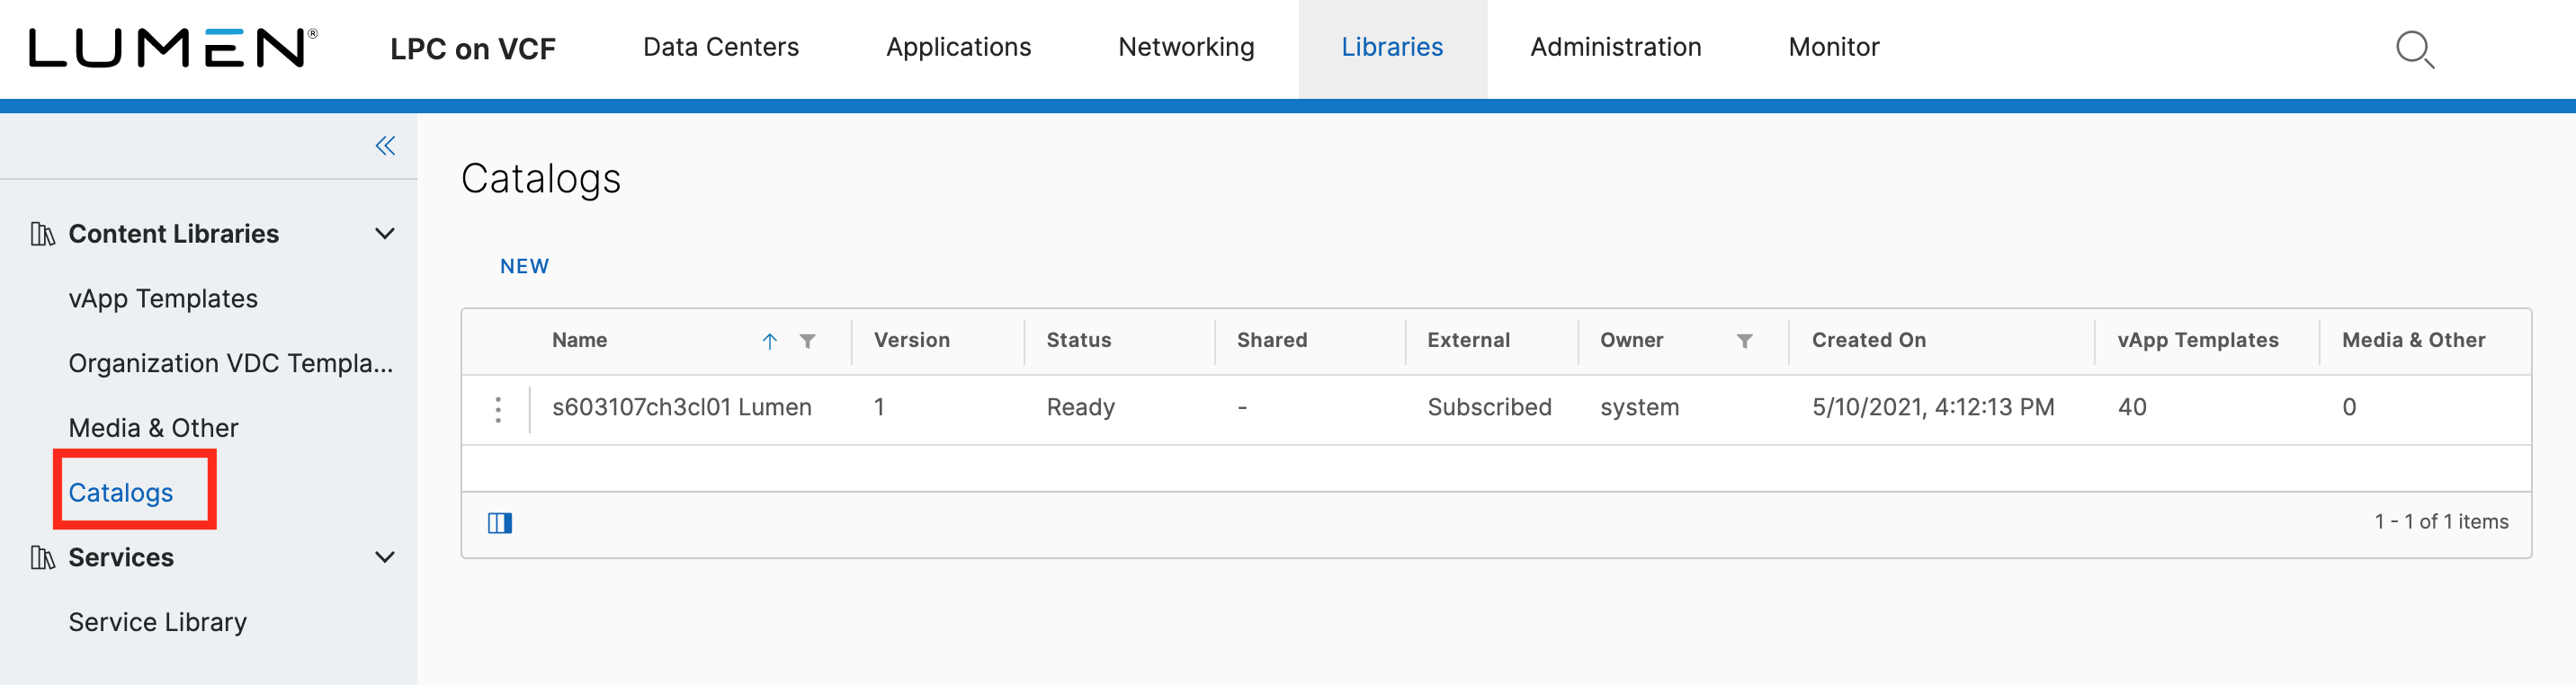 LUMEN®
LPC on VCF
Data Centers
Applications
Networking
Libraries
Administration
Monitor
Content Libraries
vApp Templates
Organization VDC Templa...
Media & Other
Catalogs
Services
Service Library
Catalogs
NEW
Name Version Status Shared External Owner Created On vApp Templates Media & Other
s603107ch3cl01 Lumen 1 Ready - Subscribed system 5/10/2021, 4:12:13 PM 40 0
1 - 1 of 1 items